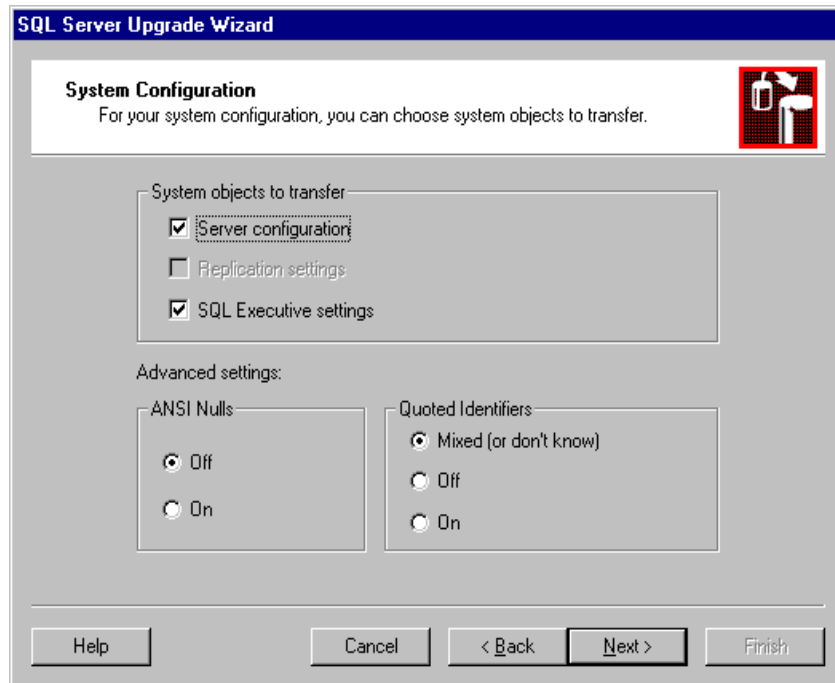 SQL Server Upgrade Wizard
System Configuration
For your system configuration, you can choose system objects to transfer.
System objects to transfer
Server configuration
Replication settings
SQL Executive settings
Advanced settings:
ANSI Nulls
Off
On
Quoted Identifiers
Mixed (or don't know)
Off
On
Help
Cancel
< Back
Next >
Finish